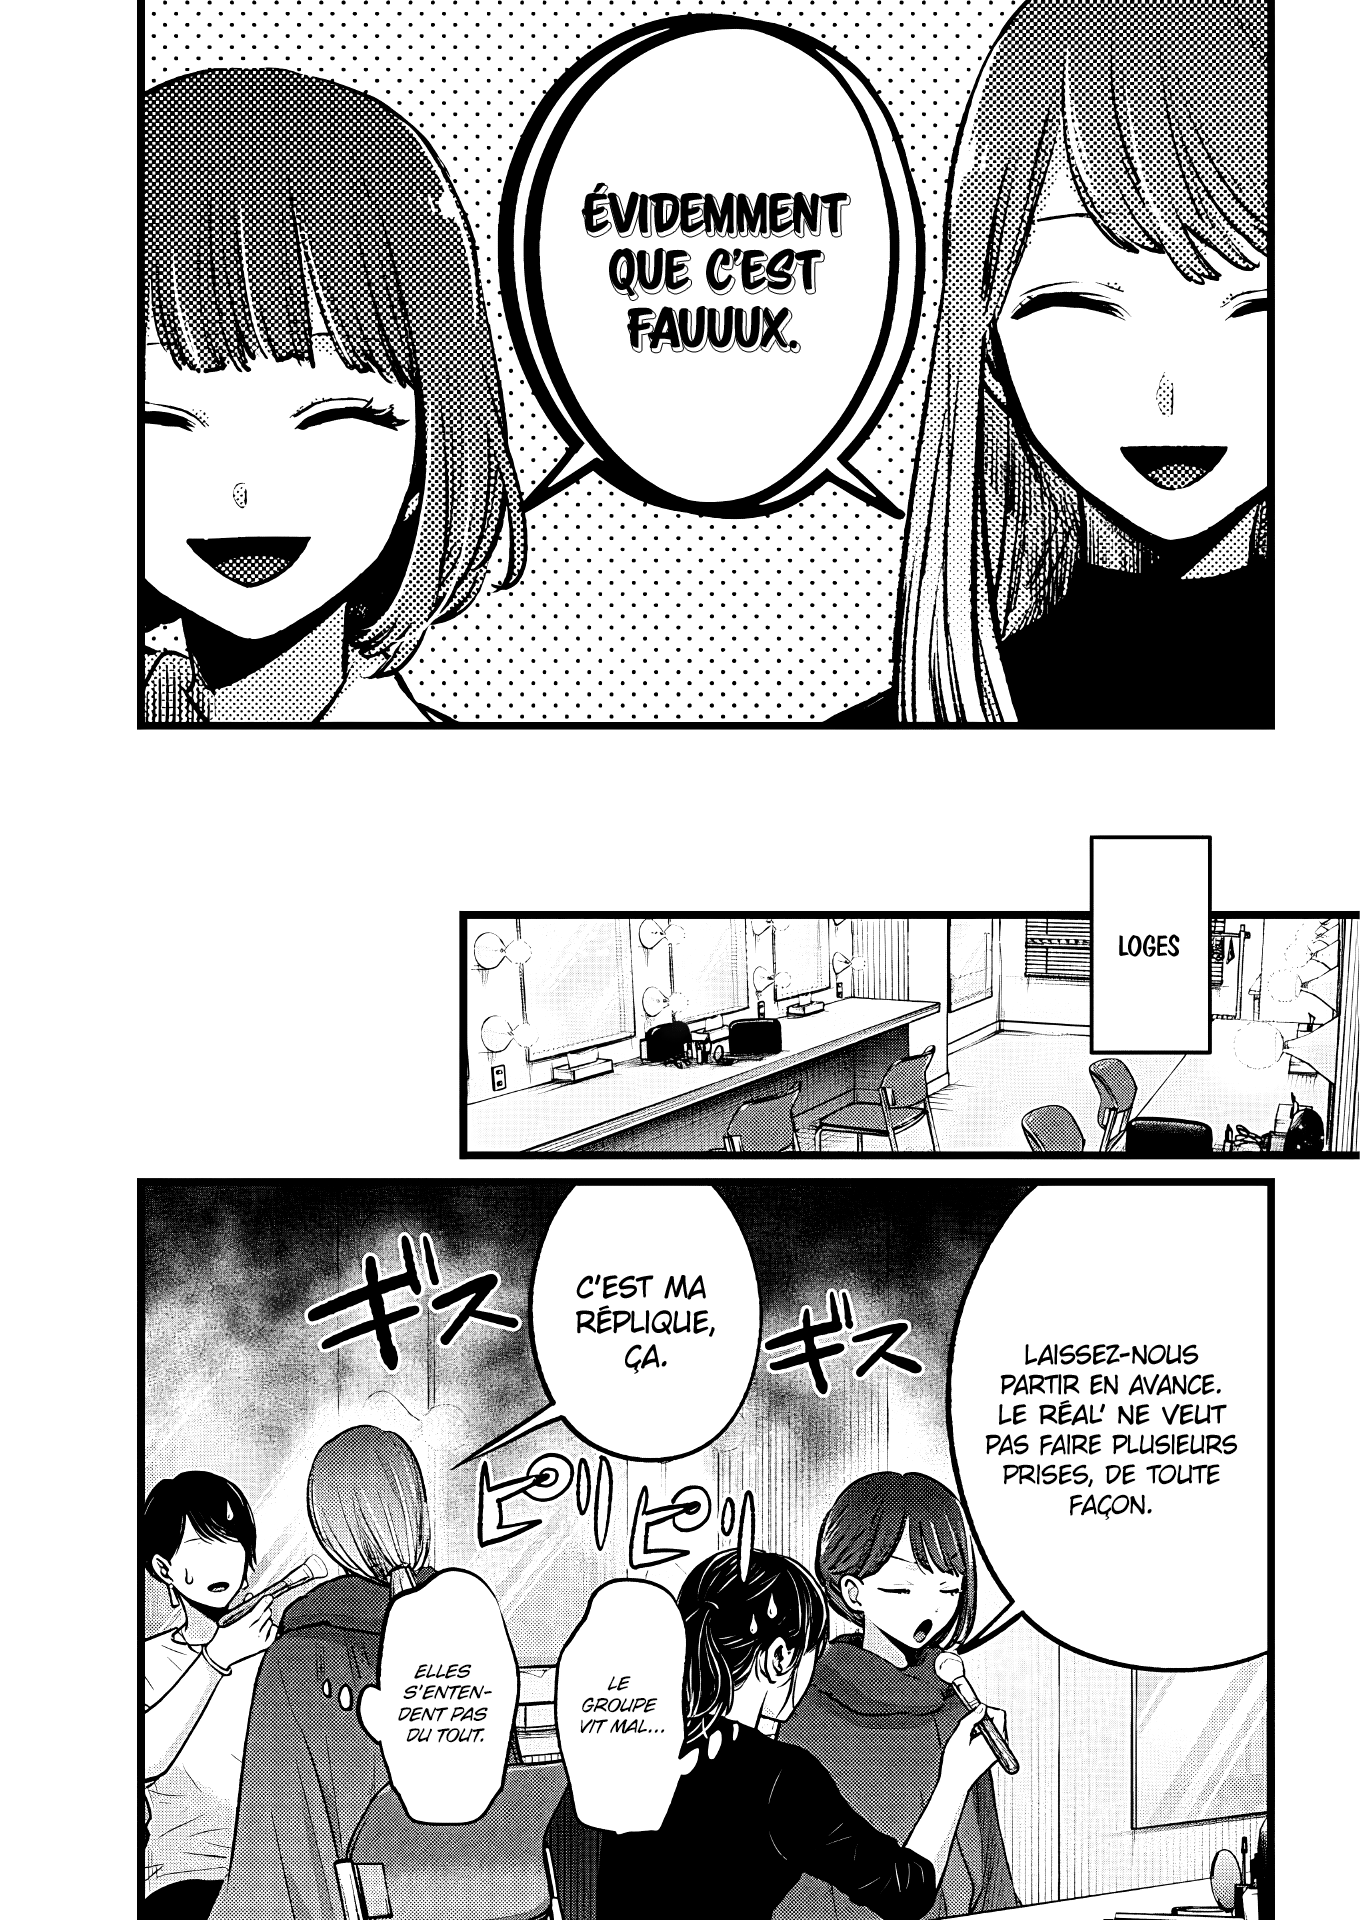 ÉVIDEMMENT
QUE C'EST
FAUUUX.
LOGES
LAISSEZ-NOUS
PARTIR EN AVANCE.
LE RÉAL' NE VEUT
PAS FAIRE PLUSIEURS
PRISES, DE TOUTE
FAÇON.
ギス
C'EST MA
RÉPLIQUE,
ÇA.
ギス
ピリ
ピリ
LE
GROUPE
VIT MAL...
ELLES
S'ENTEN-
DENT PAS
DU TOUT.